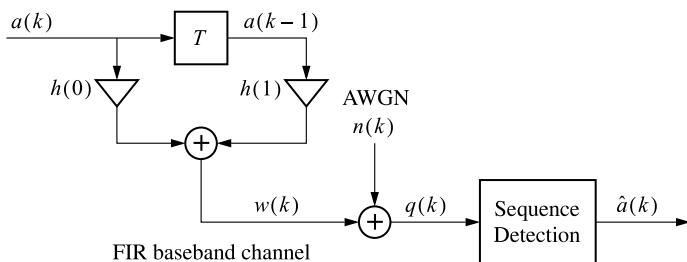 a(k)
T
a(k−1)
h(0)
h(1)
+
AWGN
n(k)
w(k)
+
q(k)
Sequence
Detection
â(k)
FIR baseband channel